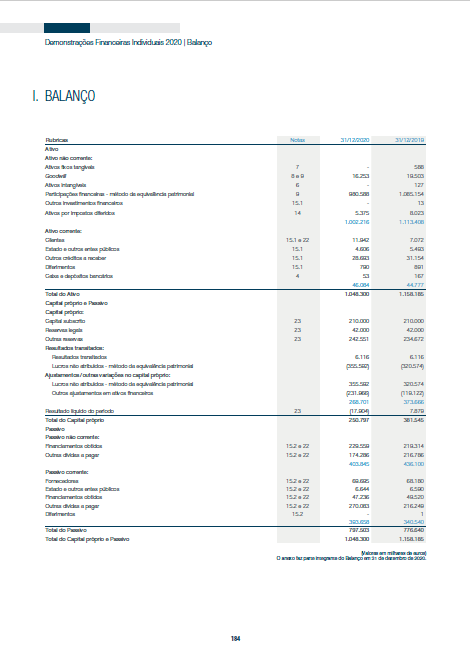 Demonstrações Financeiras Individuais 2020 | Balanço
I. BALANÇO
Rubricas Notas 31/12/2020 31/12/2019
Ativo
Ativo não corrente:
Ativos fixos tangíveis 7 - 588
Goodwill 8 e 9 16.253 19.503
Ativos intangíveis 6 - 127
Participações financeiras - método da equivalência patrimonial 9 980.588 1.085.154
Outros investimentos financeiros 15.1 - 13
Ativos por impostos diferidos 14 5.375 8.023
1.002.216 1.113.408
Ativo corrente:
Clientes 15.1 e 22 11.942 7.072
Estado e outros entes públicos 15.1 4.606 5.493
Outros créditos a receber 15.1 28.693 31.154
Diferimentos 15.1 790 891
Caixa e depósitos bancários 4 53 167
46.084 44.777
Total do Ativo 1.048.300 1.158.185
Capital próprio e Passivo
Capital próprio:
Capital subscrito 23 210.000 210.000
Reservas legais 23 42.000 42.000
Outras reservas 23 242.551 234.672
Resultados transitados:
Resultados transitados 6.116 6.116
Lucros não atribuídos - método da equivalência patrimonial (355.592) (320.574)
Ajustamentos / outras variações no capital próprio:
Lucros não atribuídos - método da equivalência patrimonial 355.592 320.574
Outros ajustamentos em ativos financeiros (231.966) (119.122)
268.701 373.666
Resultado líquido do período 23 (17.904) 7.879
Total do Capital próprio 250.797 381.545
Passivo
Passivo não corrente:
Financiamentos obtidos 15.2 e 22 229.559 219.314
Outras dívidas a pagar 15.2 e 22 174.286 216.786
403.845 436.100
Passivo corrente:
Fornecedores 15.2 e 22 69.695 68.180
Estado e outros entes públicos 15.2 e 22 6.644 6.590
Financiamentos obtidos 15.2 e 22 47.236 49.520
Outras dívidas a pagar 15.2 e 22 270.083 216.249
Diferimentos 15.2 - 1
393.658 340.540
Total do Passivo 797.503 776.640
Total do Capital próprio e Passivo 1.048.300 1.158.185
(Valores em milhares de euros)
O anexo faz parte integrante do Balanço em 31 de dezembro de 2020.
184